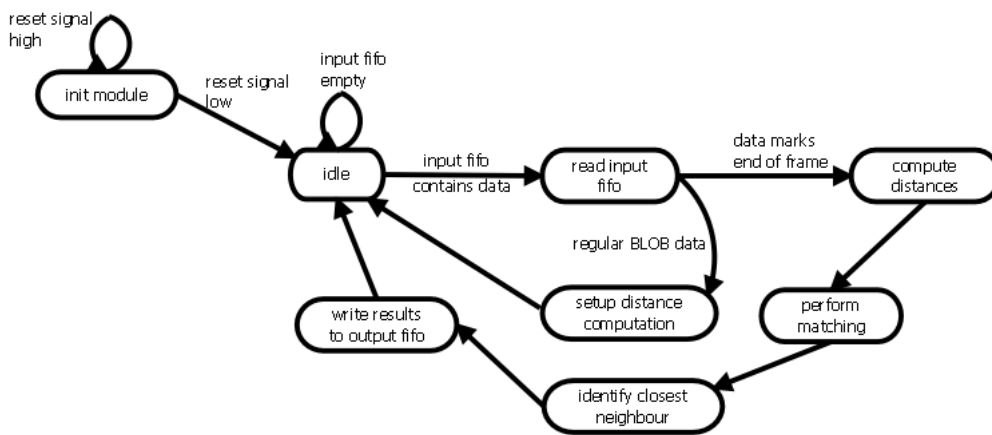 reset signal
high
init module
reset signal
low
input fifo
empty
idle
input fifo
contains data
read input
fifo
data marks
end of frame
compute
distances
regular BLOB data
setup distance
computation
perform
matching
write results
to output fifo
identify closest
neighbour